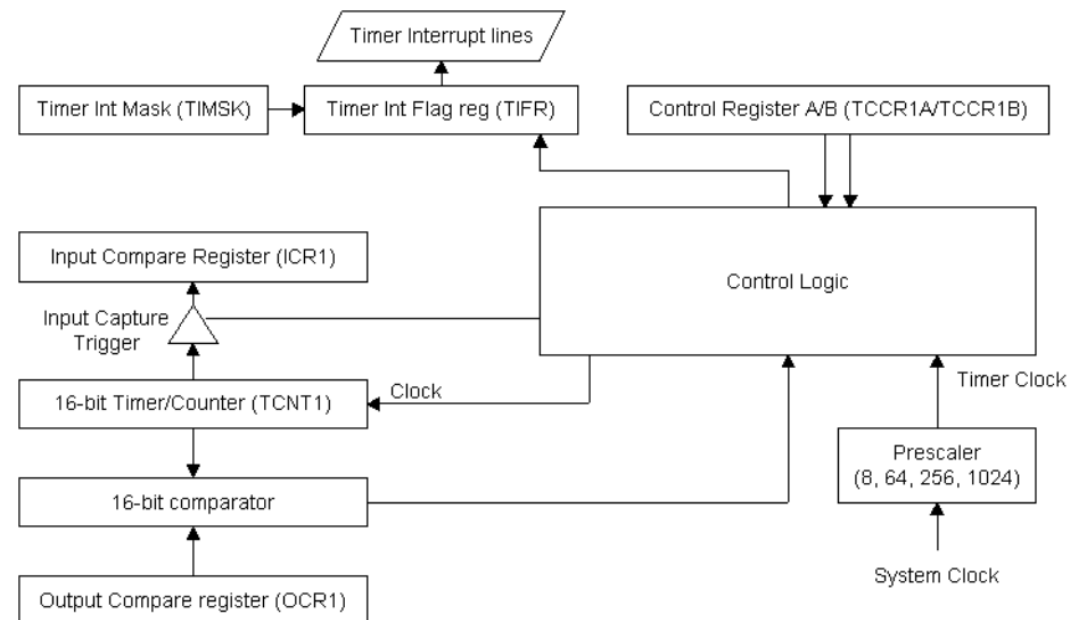 Timer Interrupt lines
Timer Int Mask (TIMSK)
Timer Int Flag reg (TIFR)
Control Register A/B (TCCR1A/TCCR1B)
Input Compare Register (ICR1)
Control Logic
Input Capture
Trigger
Timer Clock
Clock
16-bit Timer/Counter (TCNT1)
Prescaler
(8, 64, 256, 1024)
16-bit comparator
System Clock
Output Compare register (OCR1)